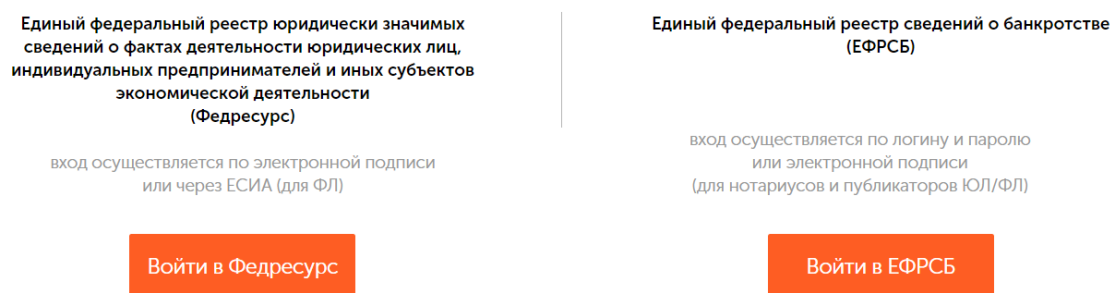 Единый федеральный реестр юридически значимых
сведений о фактах деятельности юридических лиц,
индивидуальных предпринимателей и иных субъектов
экономической деятельности
(Федресурс)
вход осуществляется по электронной подписи
или через ЕСИА (для ФЛ)
Войти в Федресурс
Единый федеральный реестр сведений о банкротстве
(ЕФРСБ)
вход осуществляется по логину и паролю
или электронной подписи
(для нотариусов и публикаторов ЮЛ/ФЛ)
Войти в ЕФРСБ